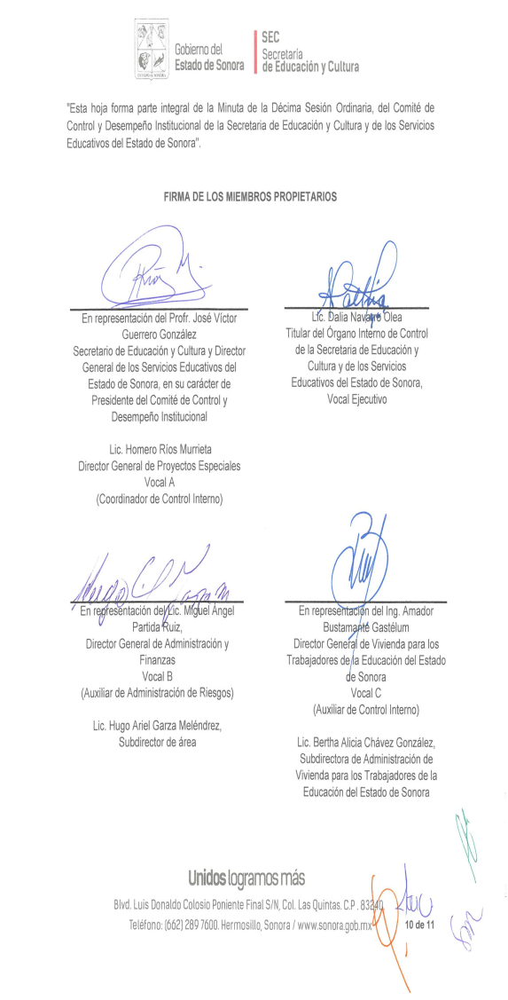 Gobierno del
Estado de Sonora
SEC
Secretaria
de Educación y Cultura
"Esta hoja forma parte integral de la Minuta de la Décima Sesión Ordinaria, del Comité de
Control y Desempeño Institucional de la Secretaria de Educación y Cultura y de los Servicios
Educativos del Estado de Sonora".
FIRMA DE LOS MIEMBROS PROPIETARIOS
En representación del Profr. José Víctor
Guerrero González
Secretario de Educación y Cultura y Director
General de los Servicios Educativos del
Estado de Sonora, en su carácter de
Presidente del Comité de Control y
Desempeño Institucional
Lic. Homero Ríos Murrieta
Director General de Proyectos Especiales
Vocal A
(Coordinador de Control Interno)
Lic. Dalia Navarro Olea
Titular del Órgano Interno de Control
de la Secretaria de Educación y
Cultura y de los Servicios
Educativos del Estado de Sonora,
Vocal Ejecutivo
Hugo
En representación del Lic. Miguel Ángel
Partida Ruiz,
Director General de Administración y
Finanzas
Vocal B
(Auxiliar de Administración de Riesgos)
Lic. Hugo Ariel Garza Meléndrez,
Subdirector de área
En representación del Ing. Amador
Bustamante Gastélum
Director General de Vivienda para los
Trabajadores de la Educación del Estado
de Sonora
Vocal C
(Auxiliar de Control Interno)
Lic. Bertha Alicia Chávez González,
Subdirectora de Administración de
Vivienda para los Trabajadores de la
Educación del Estado de Sonora
Unidos logramos más
Blvd. Luis Donaldo Colosio Poniente Final S/N, Col. Las Quintas. C.P. 83240
Teléfono: (662) 289 7600. Hermosillo, Sonora / www.sonora.gob.mx
10 de 11